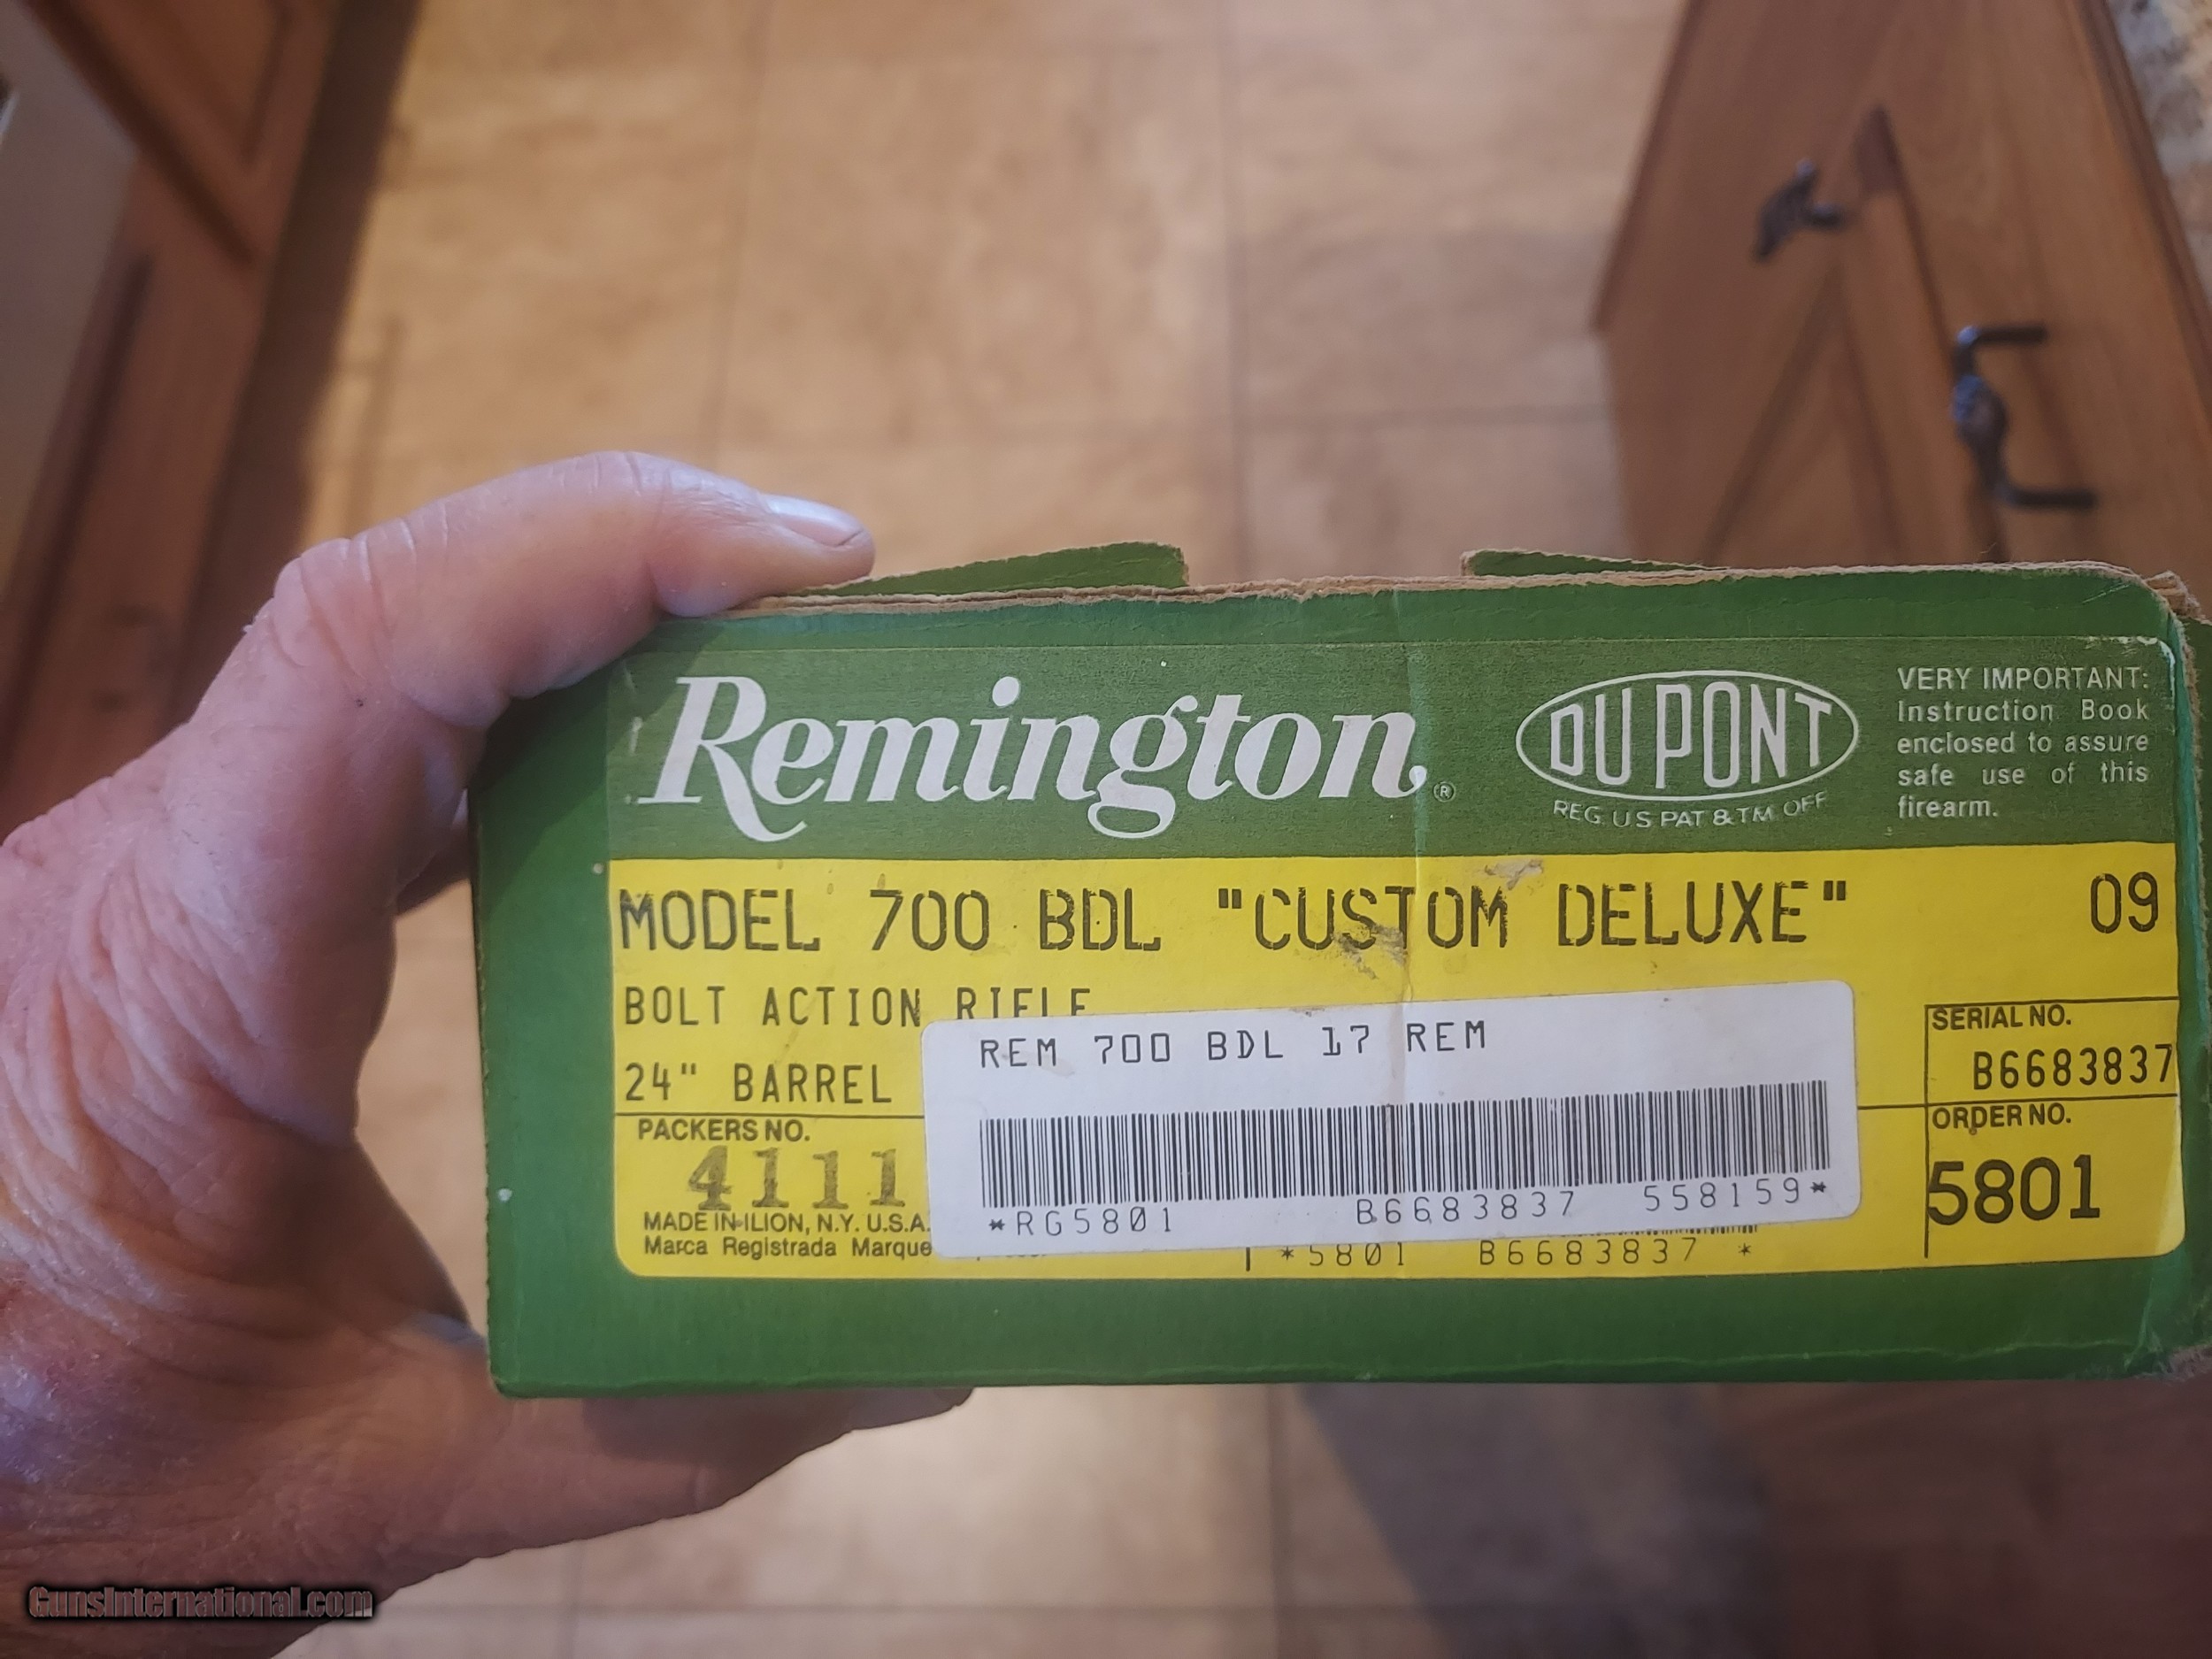 Remington®
DU PONT
REG. US PAT & TM OFF
VERY IMPORTANT:
Instruction Book
enclosed to assure
safe use of this
firearm.
MODEL 700 BDL "CUSTOM DELUXE" 09
BOLT ACTION RIFLE
24" BARREL
REM 700 BDL 17 REM
*RG5801 B6683837 558159*
SERIAL NO.
B6683837
PACKERS NO.
4111
ORDER NO.
5801
MADE IN ILION, N.Y. U.S.A.
Marca Registrada Marque
*5801 B6683837 *
GunsInternational.com